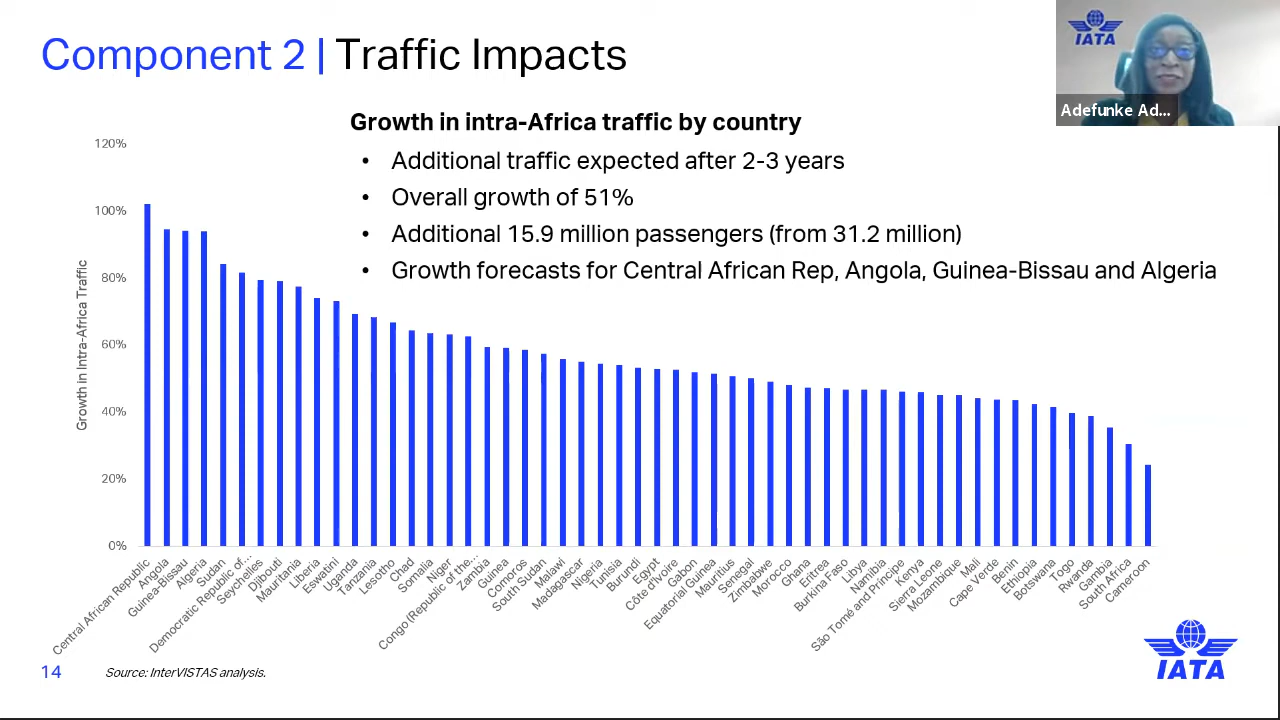 Component 2 | Traffic Impacts
IATA
Adefunke Ad...
Growth in intra-Africa traffic by country
• Additional traffic expected after 2-3 years
• Overall growth of 51%
• Additional 15.9 million passengers (from 31.2 million)
• Growth forecasts for Central African Rep, Angola, Guinea-Bissau and Algeria
Growth in Intra-Africa Traffic
120%
100%
80%
60%
40%
20%
0%
Central African Republic
Angola
Guinea-Bissau
Algeria
Sudan
Democratic Republic of...
Seychelles
Djibouti
Mauritania
Liberia
Eswatini
Uganda
Tanzania
Lesotho
Chad
Somalia
Niger
Congo (Republic of the...
Zambia
Guinea
Comoros
South Sudan
Malawi
Madagascar
Nigeria
Tunisia
Burundi
Egypt
Côte d'Ivoire
Gabon
Equatorial Guinea
Mauritius
Senegal
Zimbabwe
Morocco
Ghana
Eritrea
Burkina Faso
Libya
Namibia
São Tomé and Príncipe
Kenya
Sierra Leone
Mozambique
Mali
Cape Verde
Benin
Ethiopia
Botswana
Togo
Rwanda
Gambia
South Africa
Cameroon
14
Source: InterVISTAS analysis.
IATA